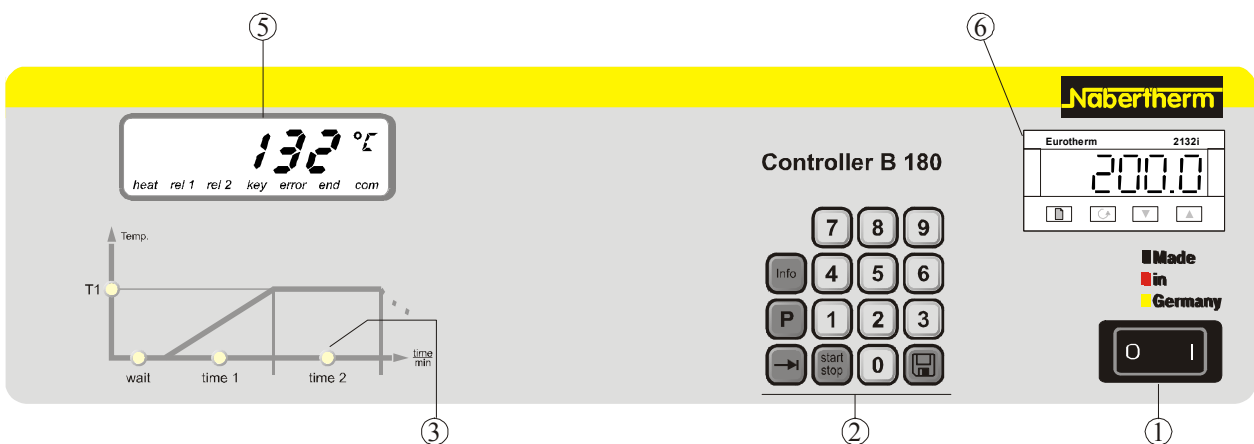 ⑤
⑥
Nabertherm
132 °C
heat rel 1 rel 2 key error end com
Eurotherm 2132i
200.0
Controller B 180
7 8 9
Info 4 5 6
P 1 2 3
start
stop
0
Temp.
T1
wait time 1 time 2
time
min
Made
in
Germany
O I
③
②
①